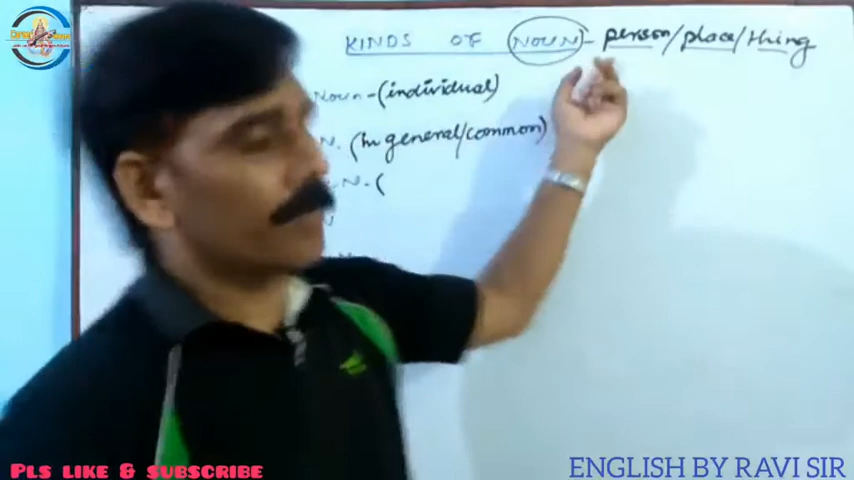 KINDS OF NOUN - person/place/thing
Noun - (individual)
N. (In general/common)
N - (
N
PLS LIKE & SUBSCRIBE
ENGLISH BY RAVI SIR